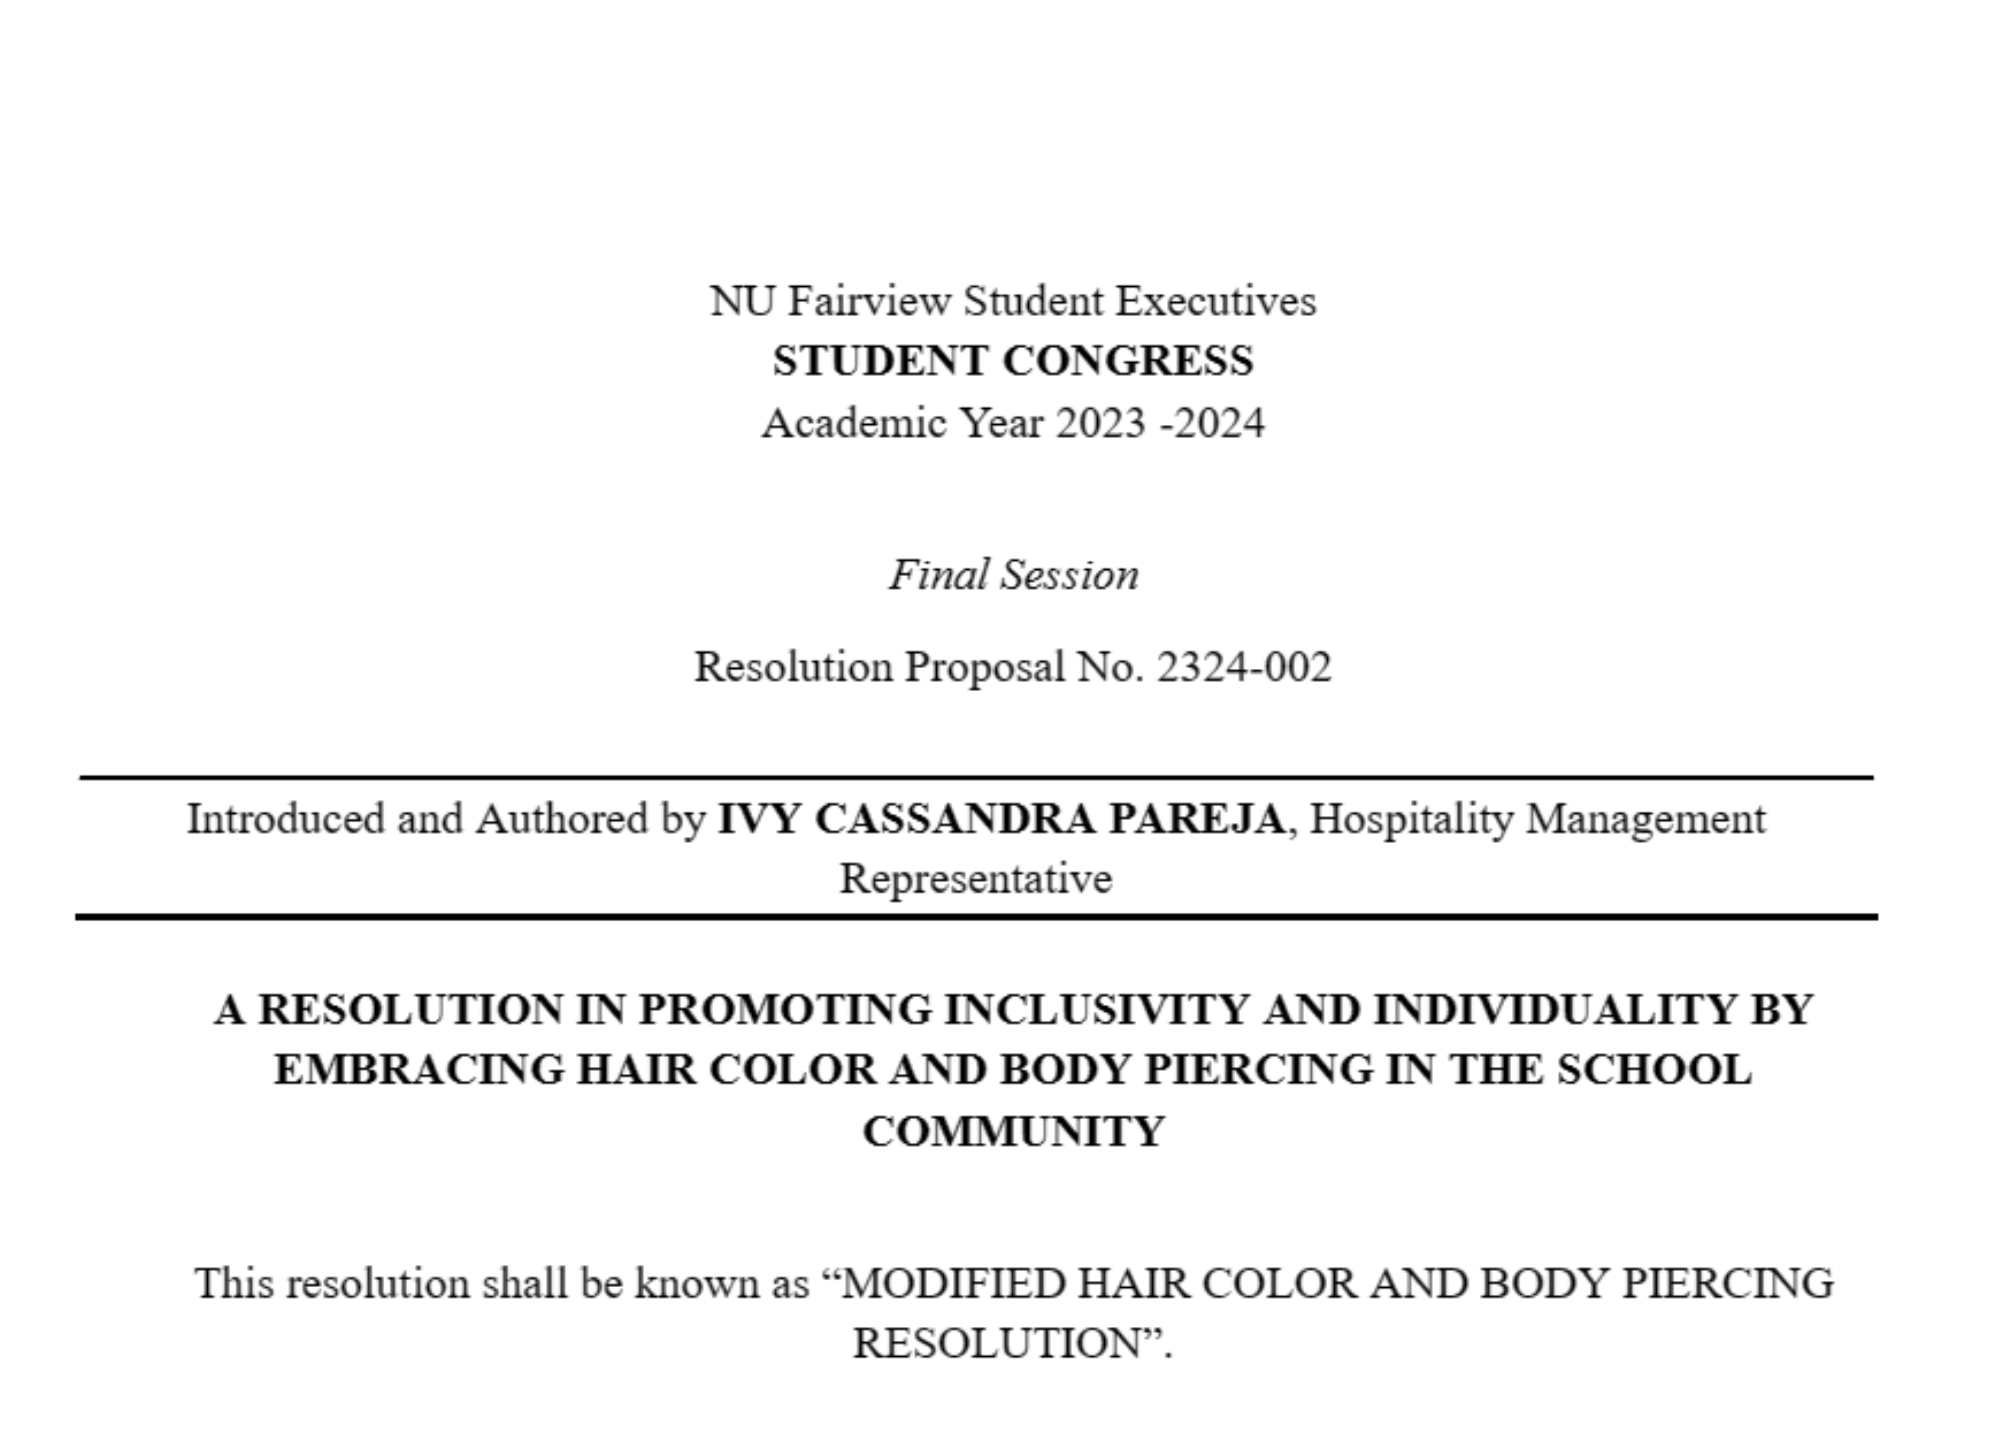 NU Fairview Student Executives
STUDENT CONGRESS
Academic Year 2023 -2024
Final Session
Resolution Proposal No. 2324-002
Introduced and Authored by IVY CASSANDRA PAREJA, Hospitality Management
Representative
A RESOLUTION IN PROMOTING INCLUSIVITY AND INDIVIDUALITY BY
EMBRACING HAIR COLOR AND BODY PIERCING IN THE SCHOOL
COMMUNITY
This resolution shall be known as “MODIFIED HAIR COLOR AND BODY PIERCING
RESOLUTION”.